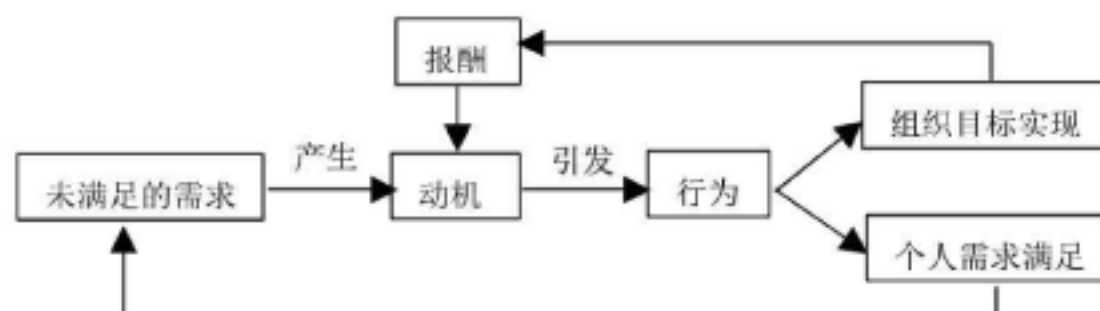 报酬
组织目标实现
产生
引发
未满足的需求
动机
行为
个人需求满足